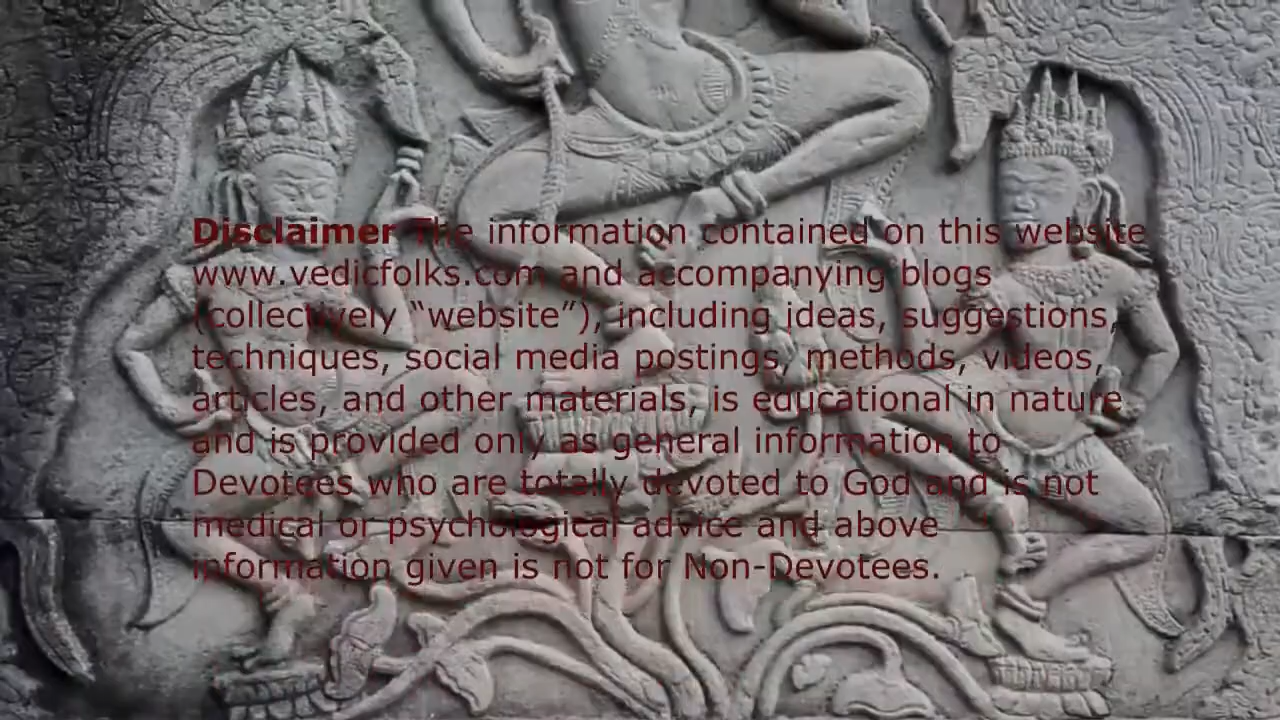 Disclaimer The information contained on this website
www.vedicfolks.com and accompanying blogs
(collectively “website”), including ideas, suggestions,
techniques, social media postings, methods, videos,
articles, and other materials, is educational in nature
and is provided only as general information to
Devotees who are totally devoted to God and is not
medical or psychological advice and above
information given is not for Non-Devotees.